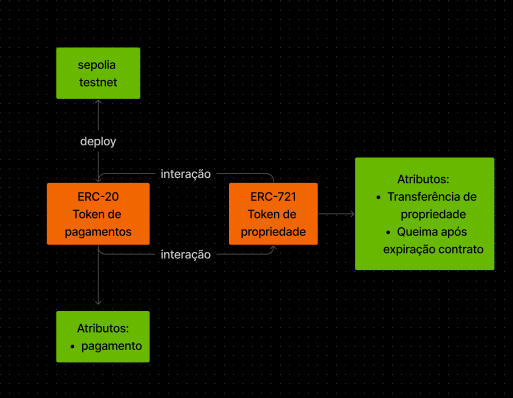 sepolia
testnet
deploy
interação
ERC-20
Token de
pagamentos
ERC-721
Token de
propriedade
Atributos:
• Transferência de
propriedade
• Queima após
expiração contrato
interação
Atributos:
• pagamento